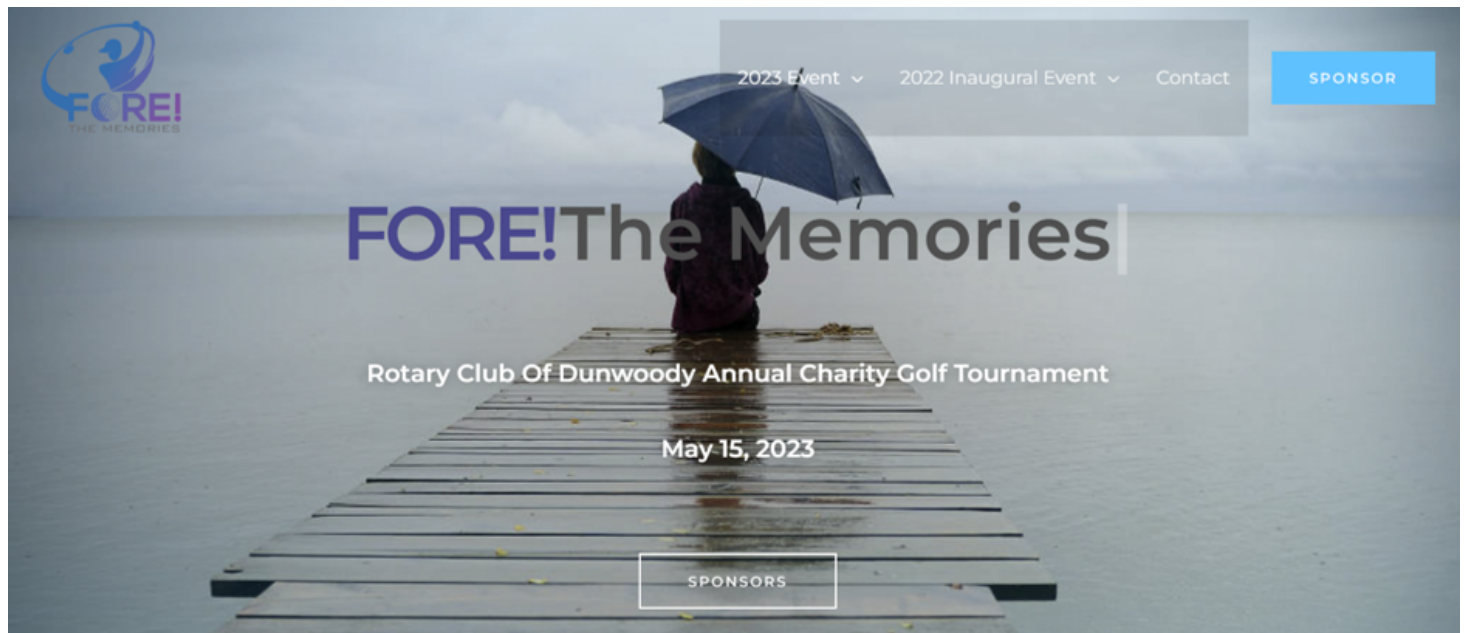 FORE!
THE MEMORIES
2023 Event
2022 Inaugural Event
Contact
SPONSOR
FORE!The Memories|
Rotary Club Of Dunwoody Annual Charity Golf Tournament
May 15, 2023
SPONSORS